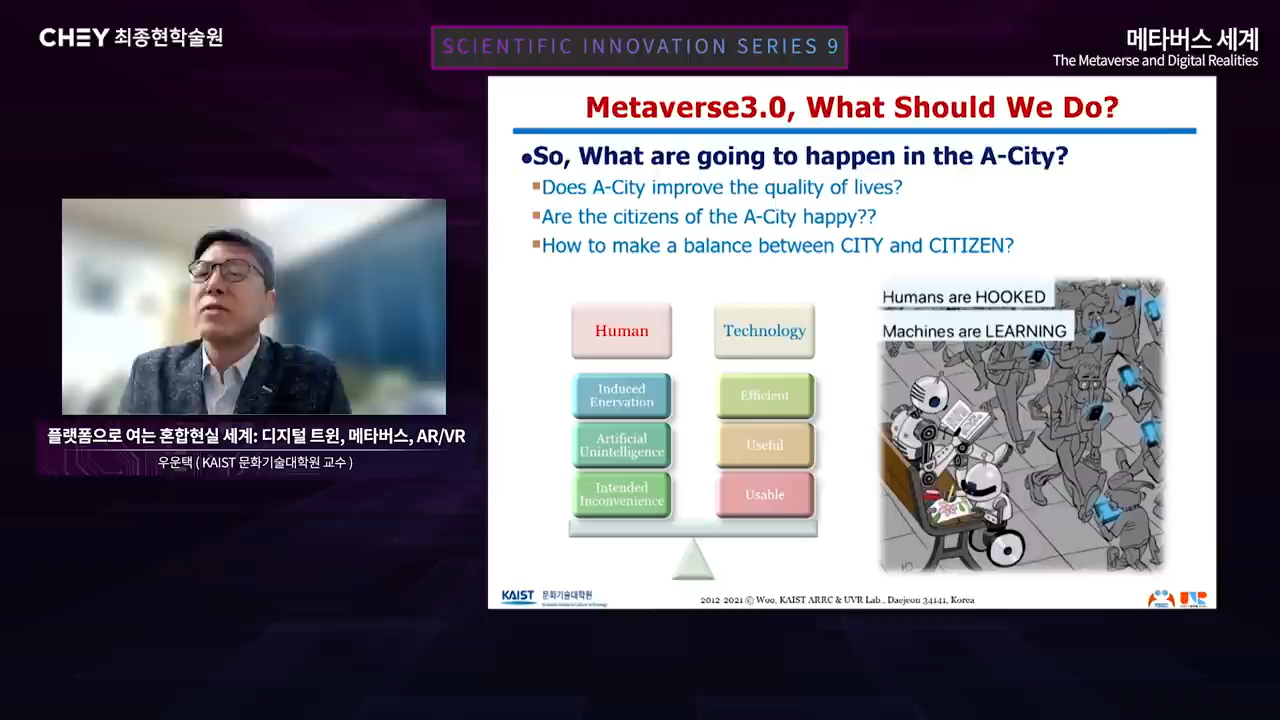 CHEY 최종현학술원
SCIENTIFIC INNOVATION SERIES 9
메타버스 세계
The Metaverse and Digital Realities
플랫폼으로 여는 혼합현실 세계: 디지털 트윈, 메타버스, AR/VR
우운택 ( KAIST 문화기술대학원 교수 )
Metaverse3.0, What Should We Do?
●So, What are going to happen in the A-City?
▪Does A-City improve the quality of lives?
▪Are the citizens of the A-City happy??
▪How to make a balance between CITY and CITIZEN?
Human
Technology
Induced
Enervation
Efficient
Artificial
Unintelligence
Useful
Intended
Inconvenience
Usable
Humans are HOOKED
Machines are LEARNING
KAIST 문화기술대학원
2012-2021 ⓒ Woo, KAIST ARRC & UVR Lab., Daejeon 34141, Korea
UVR